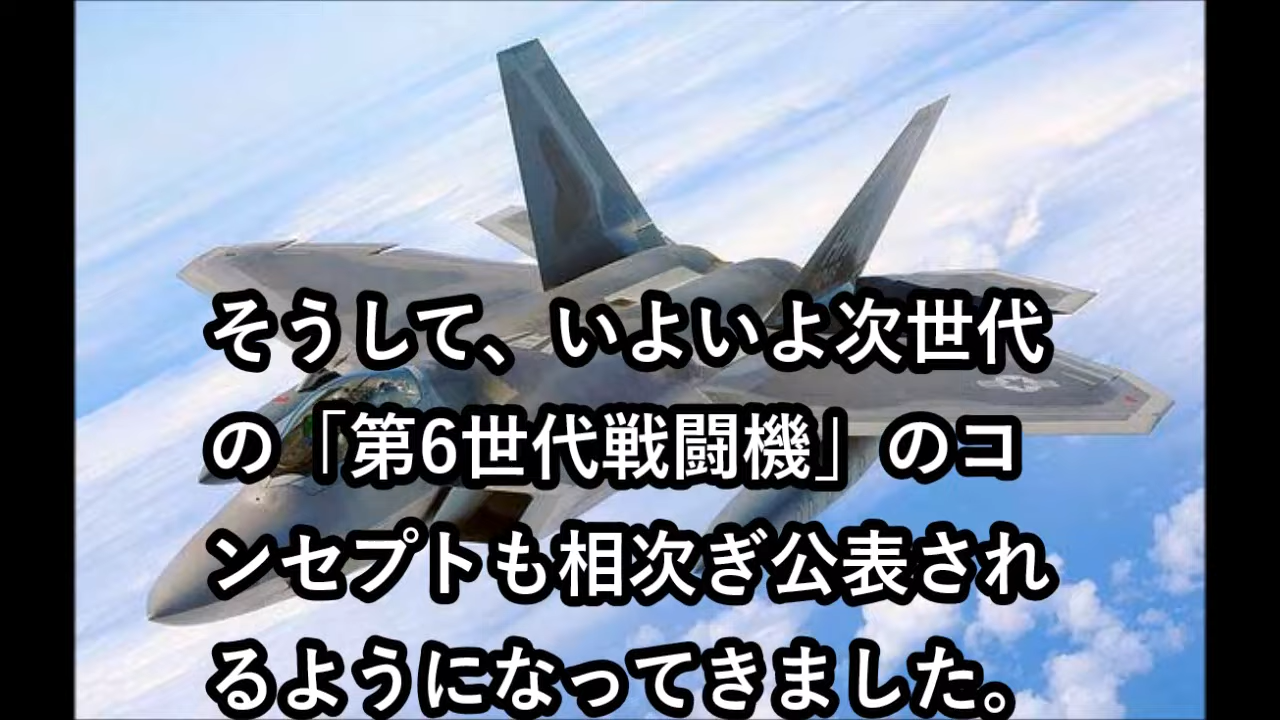 そうして、いよいよ次世代
の「第6世代戦闘機」のコ
ンセプトも相次ぎ公表され
るようになってきました。